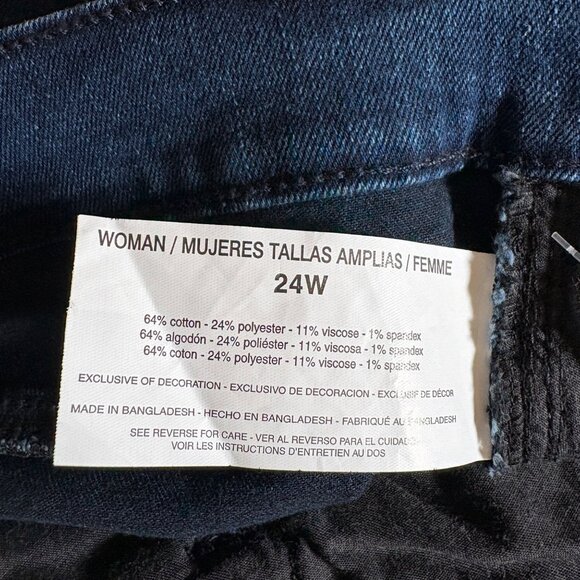 WOMAN / MUJERES TALLAS AMPLIAS / FEMME
24W
64% cotton - 24% polyester - 11% viscose - 1% spandex
64% algodón - 24% poliéster - 11% viscosa - 1% spandex
64% coton - 24% polyester - 11% viscose - 1% spandex
EXCLUSIVE OF DECORATION - EXCLUSIVO DE DECORACION - EXCLUSIF DE DÉCOR
MADE IN BANGLADESH - HECHO EN BANGLADESH - FABRIQUÉ AU BANGLADESH
SEE REVERSE FOR CARE - VER AL REVERSO PARA EL CUIDADO
VOIR LES INSTRUCTIONS D'ENTRETIEN AU DOS